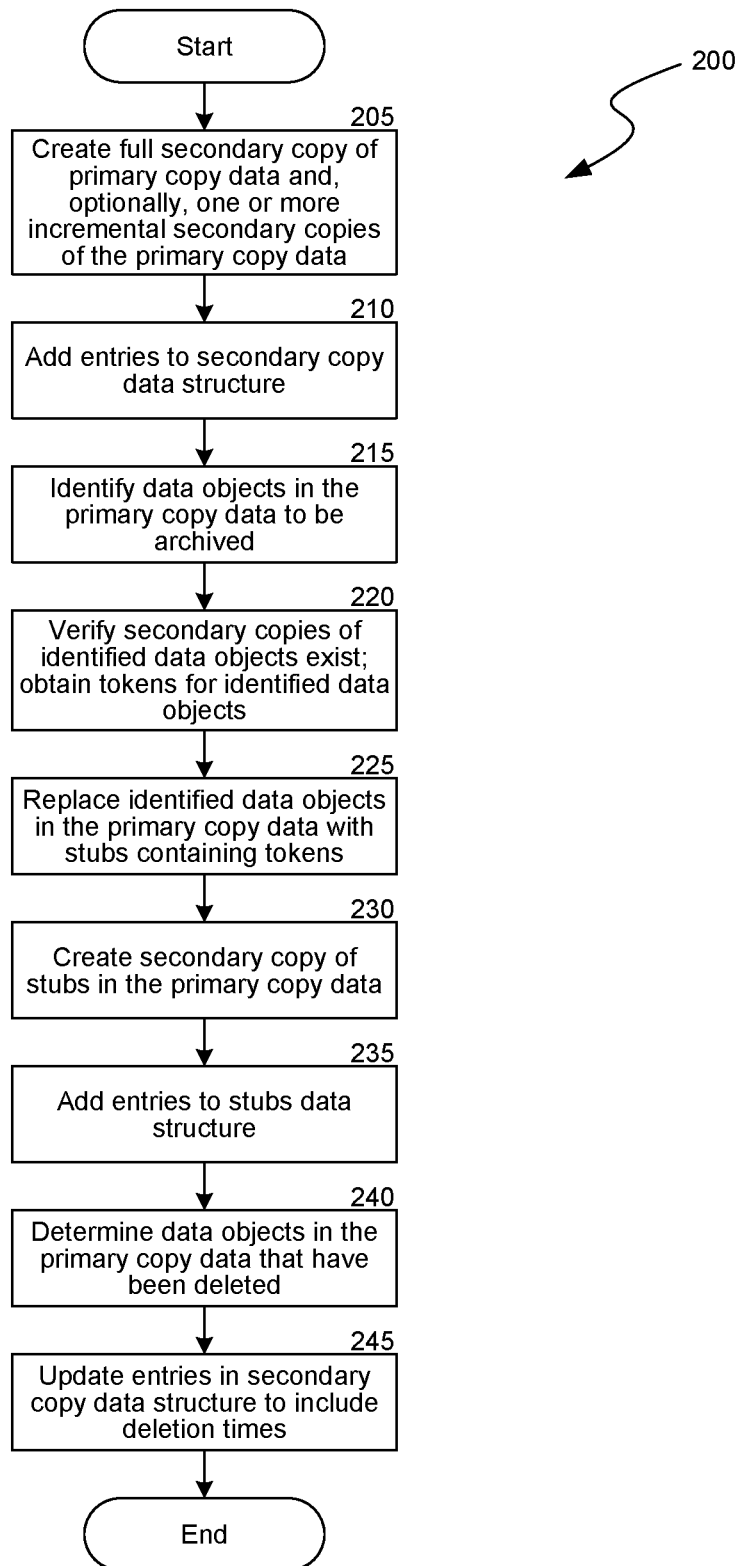 Start
200
205
Create full secondary copy of
primary copy data and,
optionally, one or more
incremental secondary copies
of the primary copy data
210
Add entries to secondary copy
data structure
215
Identify data objects in the
primary copy data to be
archived
220
Verify secondary copies of
identified data objects exist;
obtain tokens for identified data
objects
225
Replace identified data objects
in the primary copy data with
stubs containing tokens
230
Create secondary copy of
stubs in the primary copy data
235
Add entries to stubs data
structure
240
Determine data objects in the
primary copy data that have
been deleted
245
Update entries in secondary
copy data structure to include
deletion times
End